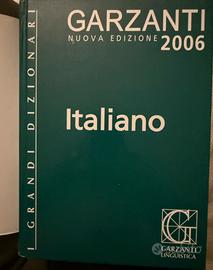 GARZANTI
NUOVA EDIZIONE 2006
Italiano
I GRANDI DIZIONARI
G
GARZANTI
LINGUISTICA